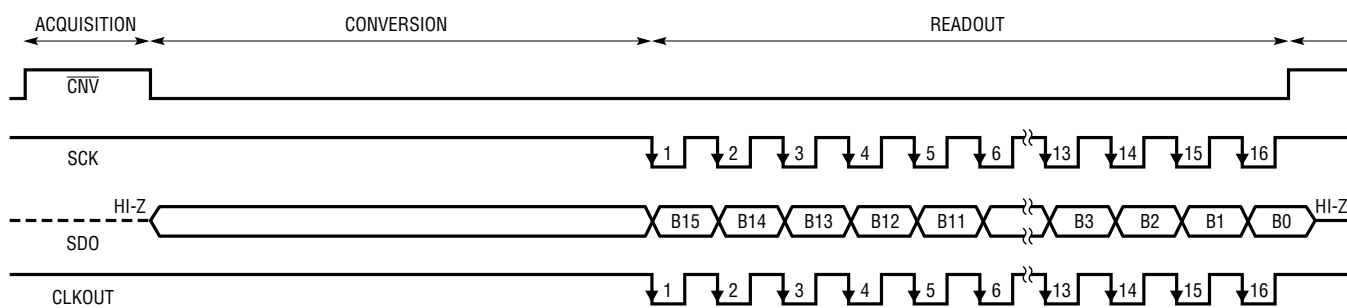 ACQUISITION CONVERSION READOUT
C̅N̅V̅
SCK 1 2 3 4 5 6 13 14 15 16
HI-Z B15 B14 B13 B12 B11 B3 B2 B1 B0 HI-Z
SDO
CLKOUT 1 2 3 4 5 6 13 14 15 16